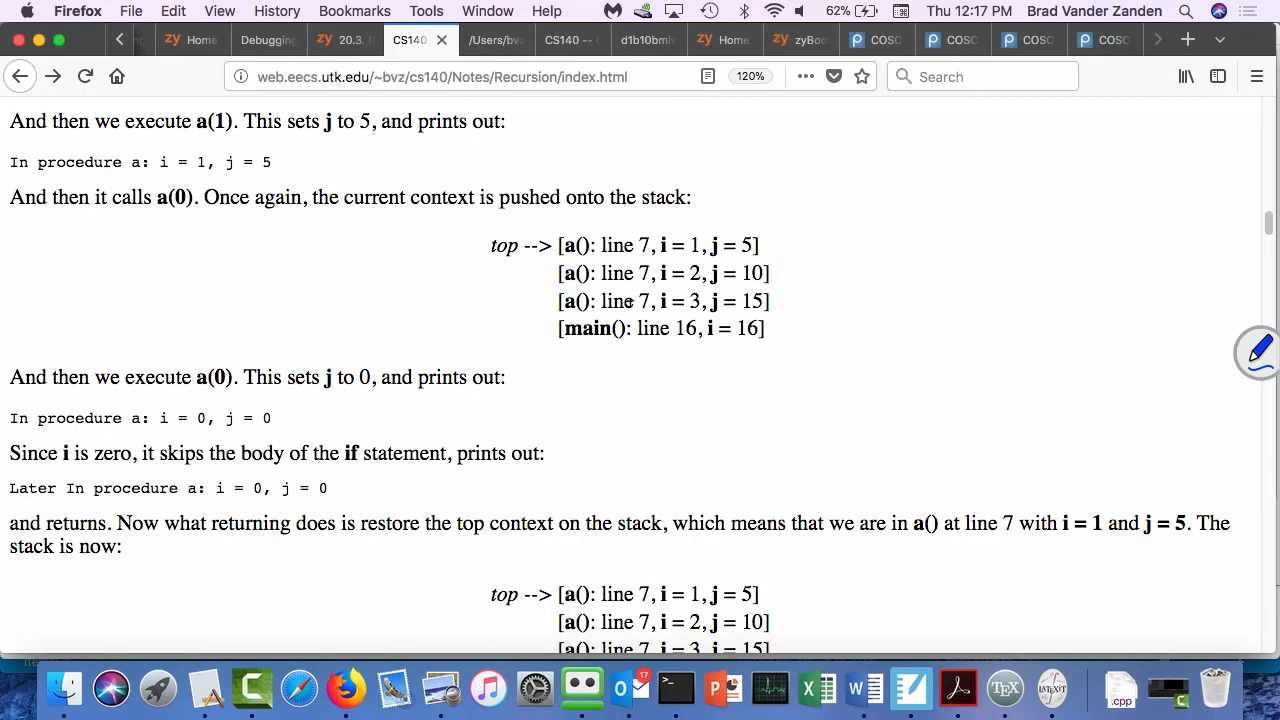 Firefox File Edit View History Bookmarks Tools Window Help 62% Thu 12:17 PM Brad Vander Zanden
Home Debugging 20.3. CS140 /Users/bvz CS140 -- d1b10bmlv Home zyBoo COSC COSC COSC COSC
web.eecs.utk.edu/~bvz/cs140/Notes/Recursion/index.html 120% Search
And then we execute a(1). This sets j to 5, and prints out:
In procedure a: i = 1, j = 5
And then it calls a(0). Once again, the current context is pushed onto the stack:
top --> [a(): line 7, i = 1, j = 5]
[a(): line 7, i = 2, j = 10]
[a(): line 7, i = 3, j = 15]
[main(): line 16, i = 16]
And then we execute a(0). This sets j to 0, and prints out:
In procedure a: i = 0, j = 0
Since i is zero, it skips the body of the if statement, prints out:
Later In procedure a: i = 0, j = 0
and returns. Now what returning does is restore the top context on the stack, which means that we are in a() at line 7 with i = 1 and j = 5. The
stack is now:
top --> [a(): line 7, i = 1, j = 5]
[a(): line 7, i = 2, j = 10]
[a(): line 7, i = 3, j = 15]
17
.cpp